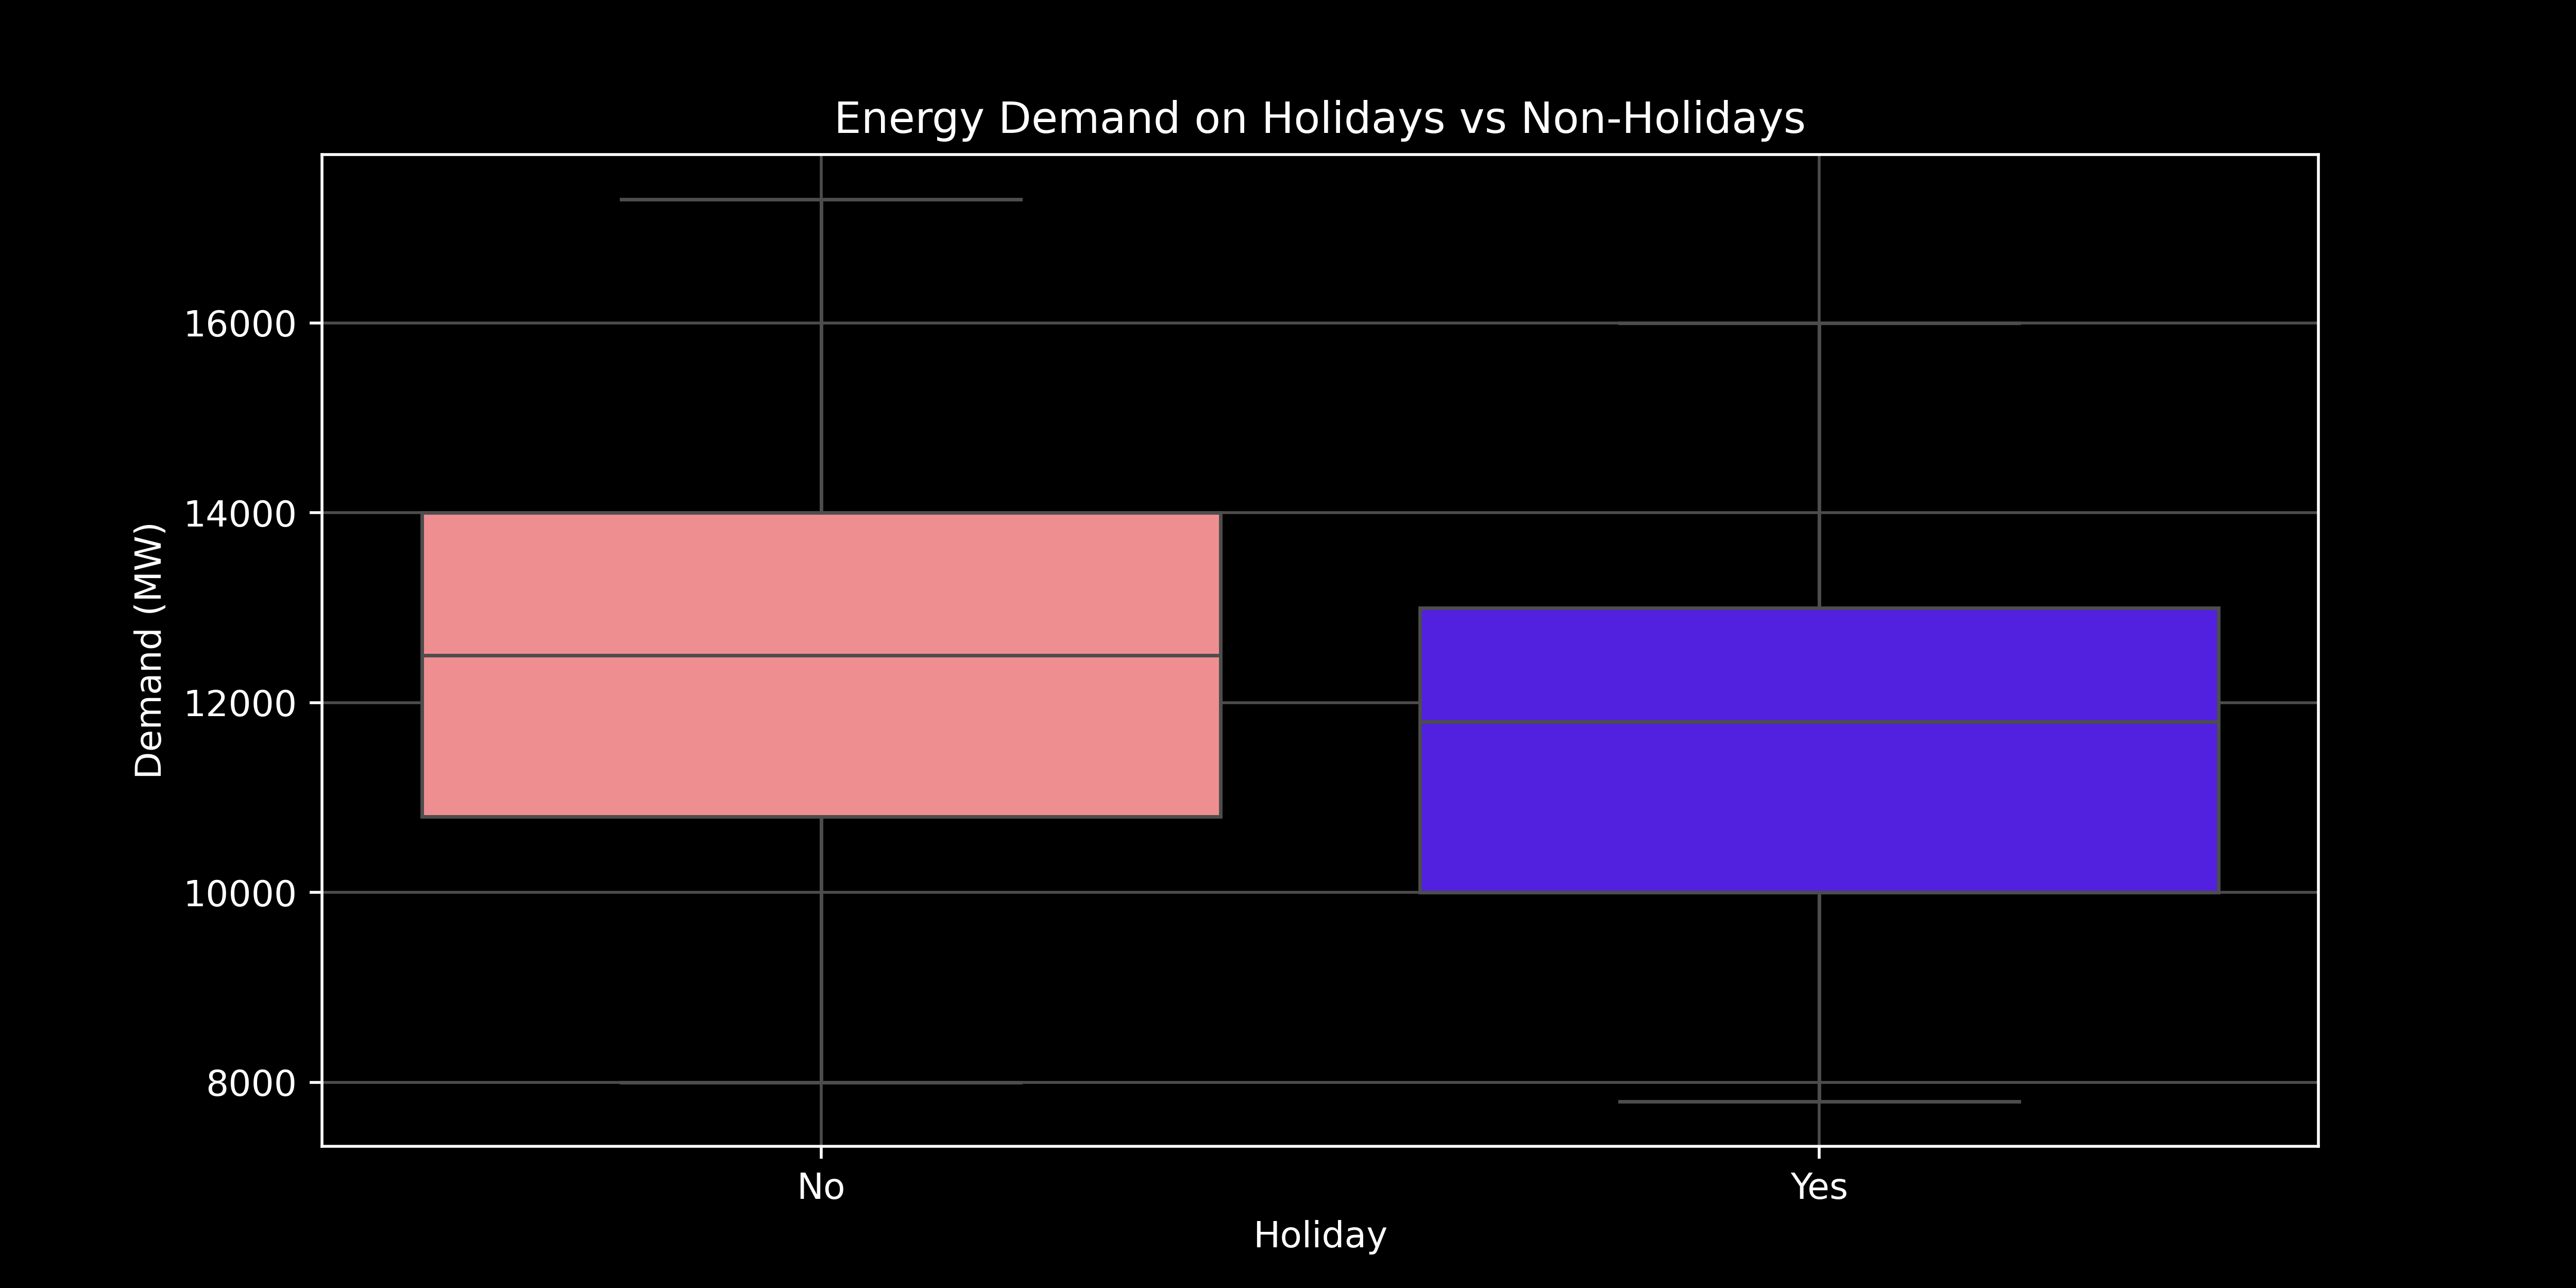 Energy Demand on Holidays vs Non-Holidays
16000
14000
12000
10000
8000
Demand (MW)
No
Yes
Holiday